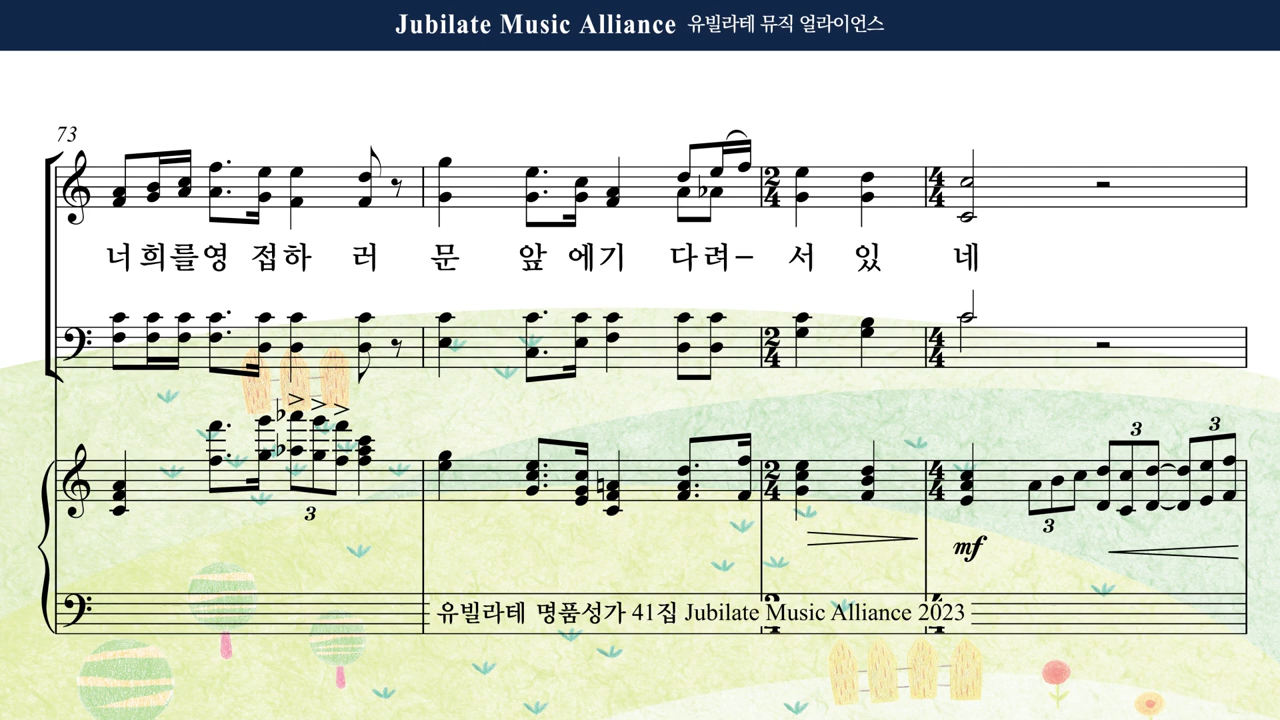 Jubilate Music Alliance 유빌라테 뮤직 얼라이언스
73
너 희 를 영 접 하 러 문 앞 에 기 다 려 – 서 있 네
3
3 3
3
mf
유빌라테 명품성가 41집 Jubilate Music Alliance 2023